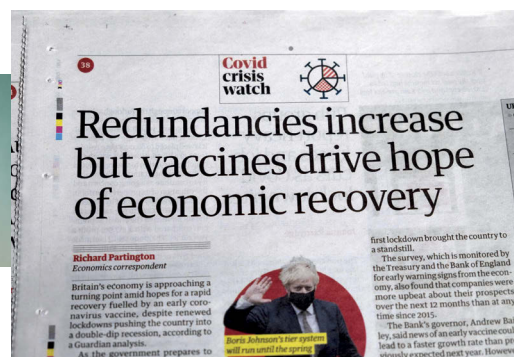 38
Covid
crisis
watch
Redundancies increase
but vaccines drive hope
of economic recovery
Richard Partington
Economics correspondent
Britain's economy is approaching a
turning point amid hopes for a rapid
recovery fuelled by an early coro-
navirus vaccine, despite renewed
lockdowns pushing the country into
a double-dip recession, according to
a Guardian analysis.
As the government prepares to
Boris Johnson's tier system
will run until the spring
first lockdown brought the country to
a standstill.
The survey, which is monitored by
the Treasury and the Bank of England
for early warning signs from the econ-
omy, also found that companies were
more upbeat about their prospects
over the next 12 months than at any
time since 2015.
The Bank's governor, Andrew Bai
ley, said news of an early vaccine coul
lead to a faster growth rate than pr
viously expected next year. Howev